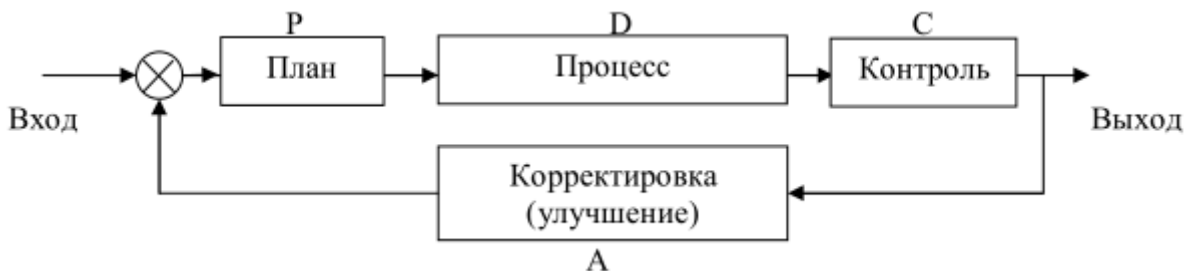 P
D
C
План
Процесс
Контроль
Вход
Выход
Корректировка
(улучшение)
A